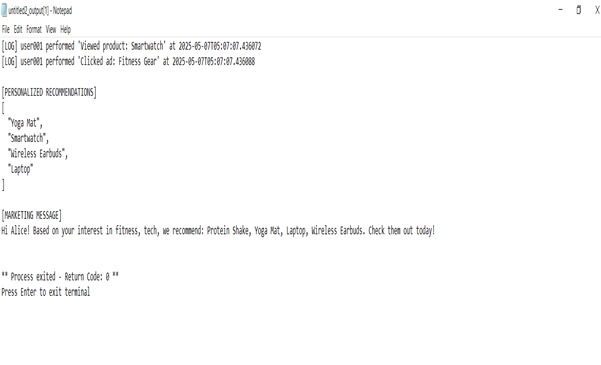 untitled2_output[1] - Notepad
File Edit Format View Help
[LOG] user001 performed 'Viewed product: Smartwatch' at 2025-05-07T05:07:07.436072
[LOG] user001 performed 'Clicked ad: Fitness Gear' at 2025-05-07T05:07:07.436088
[PERSONALIZED RECOMMENDATIONS]
[
"Yoga Mat",
"Smartwatch",
"Wireless Earbuds",
"Laptop"
]
[MARKETING MESSAGE]
Hi Alice! Based on your interest in fitness, tech, we recommend: Protein Shake, Yoga Mat, Laptop, Wireless Earbuds. Check them out today!
** Process exited - Return Code: 0 **
Press Enter to exit terminal